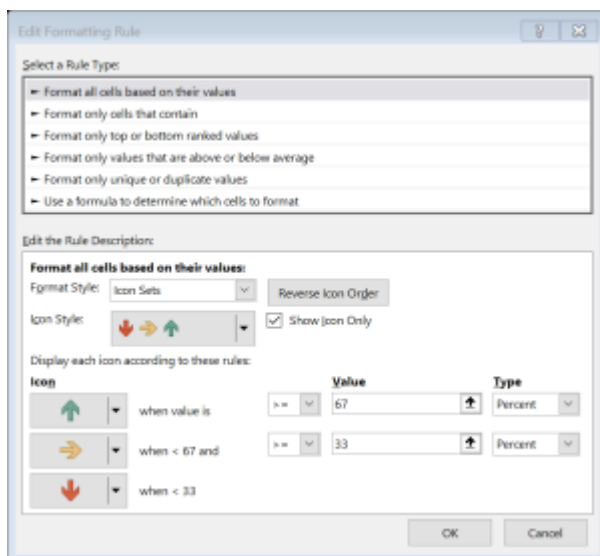 Edit Formatting Rule
Select a Rule Type:
► Format all cells based on their values
► Format only cells that contain
► Format only top or bottom ranked values
► Format only values that are above or below average
► Format only unique or duplicate values
► Use a formula to determine which cells to format
Edit the Rule Description:
Format all cells based on their values:
Format Style: Icon Sets Reverse Icon Order
Icon Style: Show Icon Only
Display each icon according to these rules:
Icon Value Type
when value is >= 67 Percent
when < 67 and >= 33 Percent
when < 33
OK Cancel